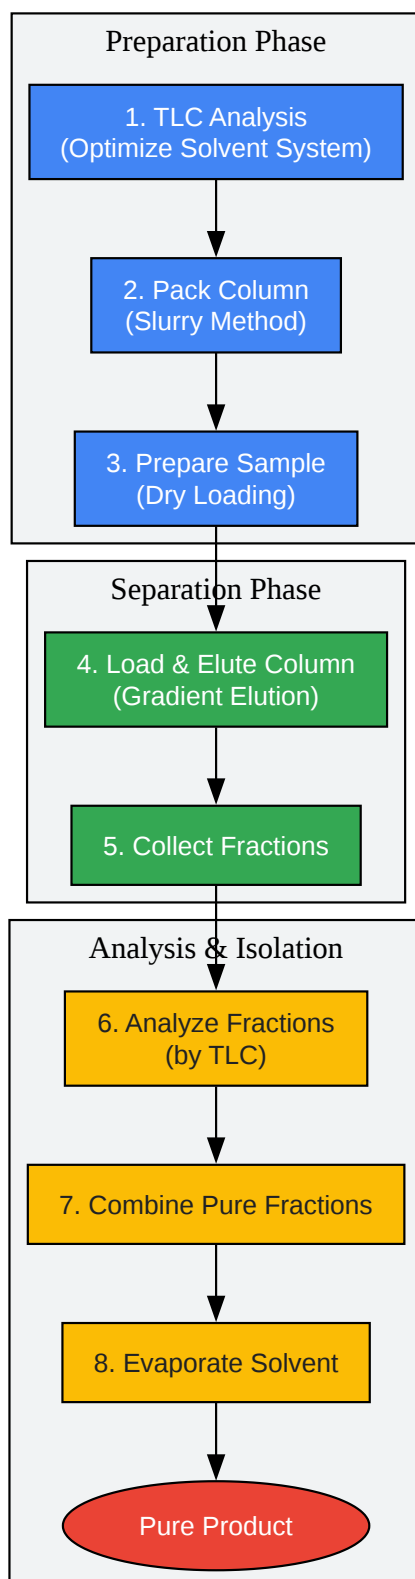 Preparation Phase
1. TLC Analysis
(Optimize Solvent System)
2. Pack Column
(Slurry Method)
3. Prepare Sample
(Dry Loading)
Separation Phase
4. Load & Elute Column
(Gradient Elution)
5. Collect Fractions
Analysis & Isolation
6. Analyze Fractions
(by TLC)
7. Combine Pure Fractions
8. Evaporate Solvent
Pure Product